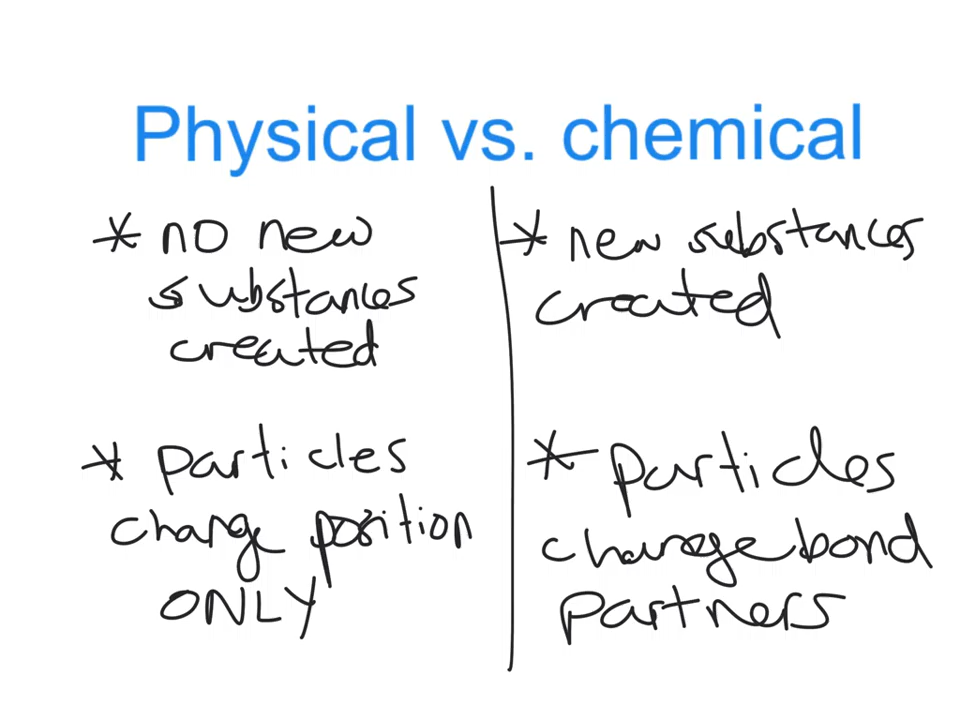 Physical vs. chemical
* no new
substances
created
* particles
change position
ONLY
* new substances
created
* particles
change bond
partners